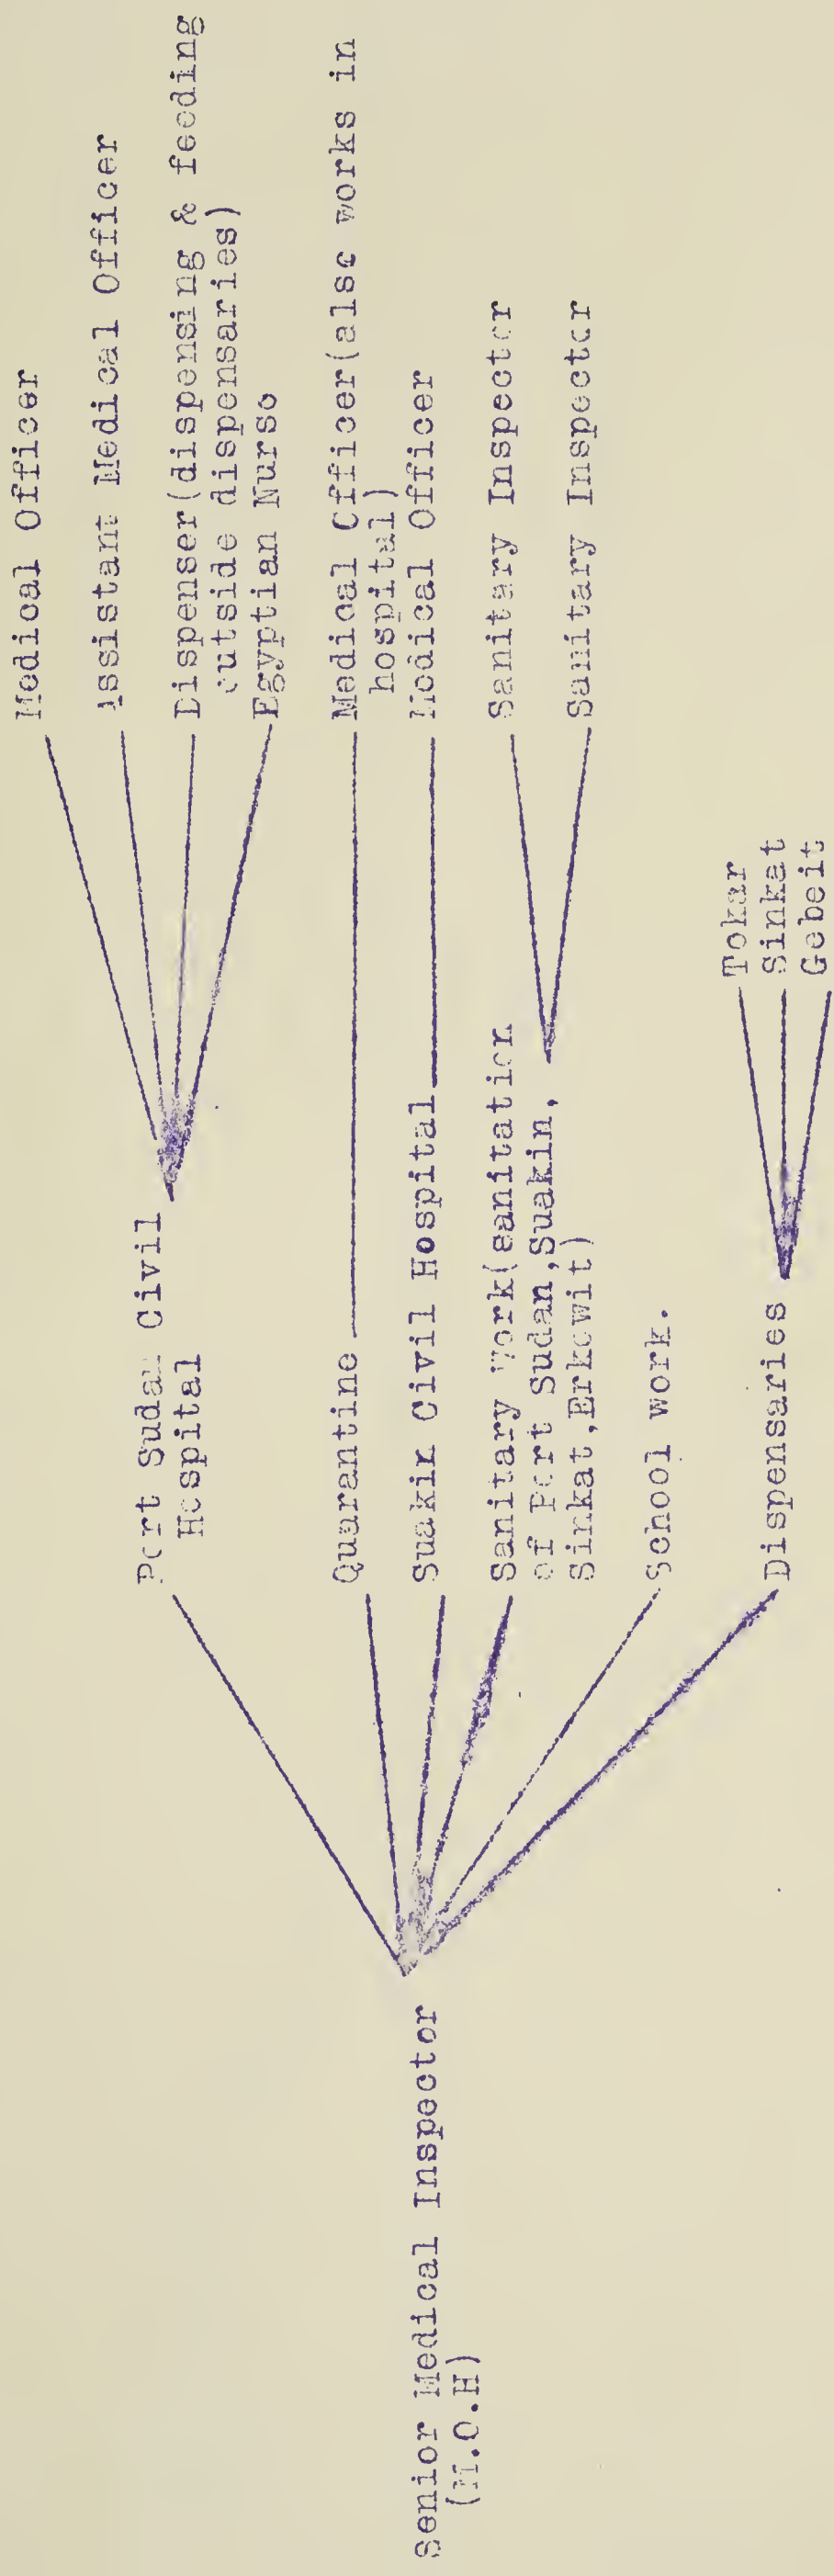 Senior Medical Inspector
(M.O.H)
Port Sudan Civil
Hospital
Medical Officer
Assistant Medical Officer
Dispenser(dispensing & feeding
outside dispensaries)
Egyptian Nurse
Quarantine
Medical Officer(also works in
hospital)
Suakin Civil Hospital
Medical Officer
Sanitary Work(sanitation
of Port Sudan,Suakin,
Sinkat,Erkowit)
Sanitary Inspector
Sanitary Inspector
School work.
Dispensaries
Tokar
Sinkat
Gebeit